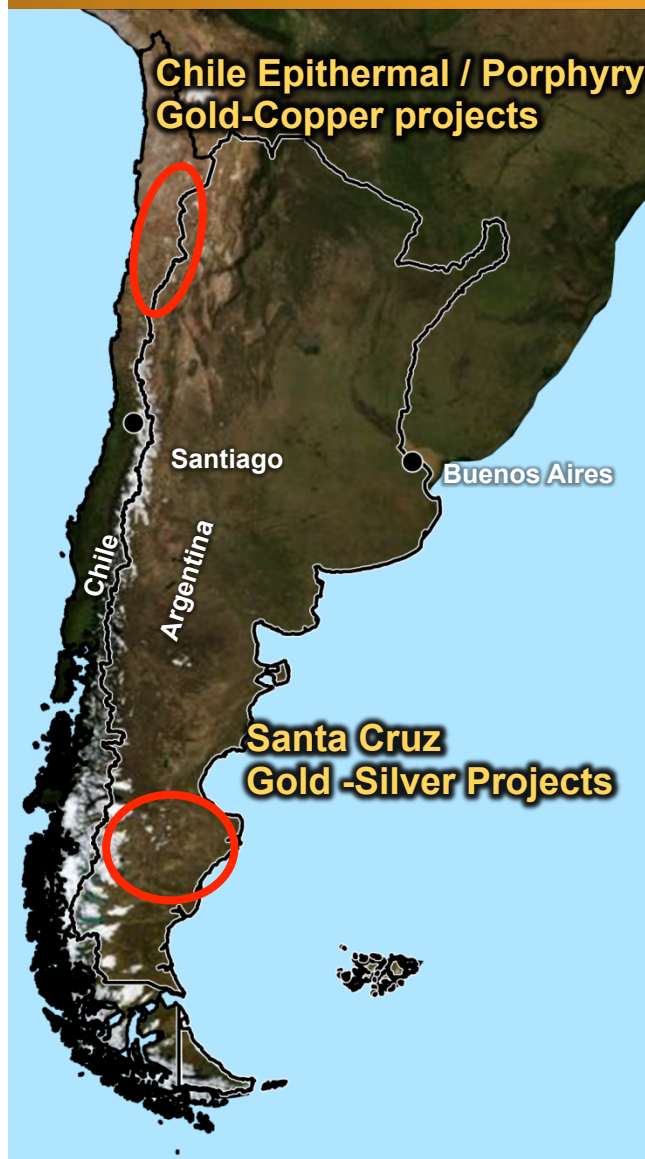 Chile Epithermal / Porphyry
Gold-Copper projects
Santiago
Buenos Aires
Chile
Argentina
Santa Cruz
Gold -Silver Projects